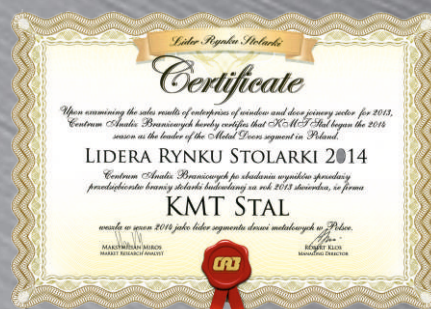 Lider Rynku Stolarki
Certificate
Upon examining the sales results of enterprises of window and door joinery sector for 2013,
Centrum Analiz Branżowych hereby certifies that KMT Stal began the 2014
season as the leader of the Metal Doors segment in Poland.
LIDERA RYNKU STOLARKI 2014
Centrum Analiz Branżowych po zbadaniu wyników sprzedaży
przedsiębiorstw branży stolarki budowlanej za rok 2013 stwierdza, że firma
KMT STAL
weszła w sezon 2014 jako lider segmentu drzwi metalowych w Polsce.
MAKSYMILIAN MIROS ROBERT KLOS
MARKET RESEARCH ANALYST MANAGING DIRECTOR
CAB